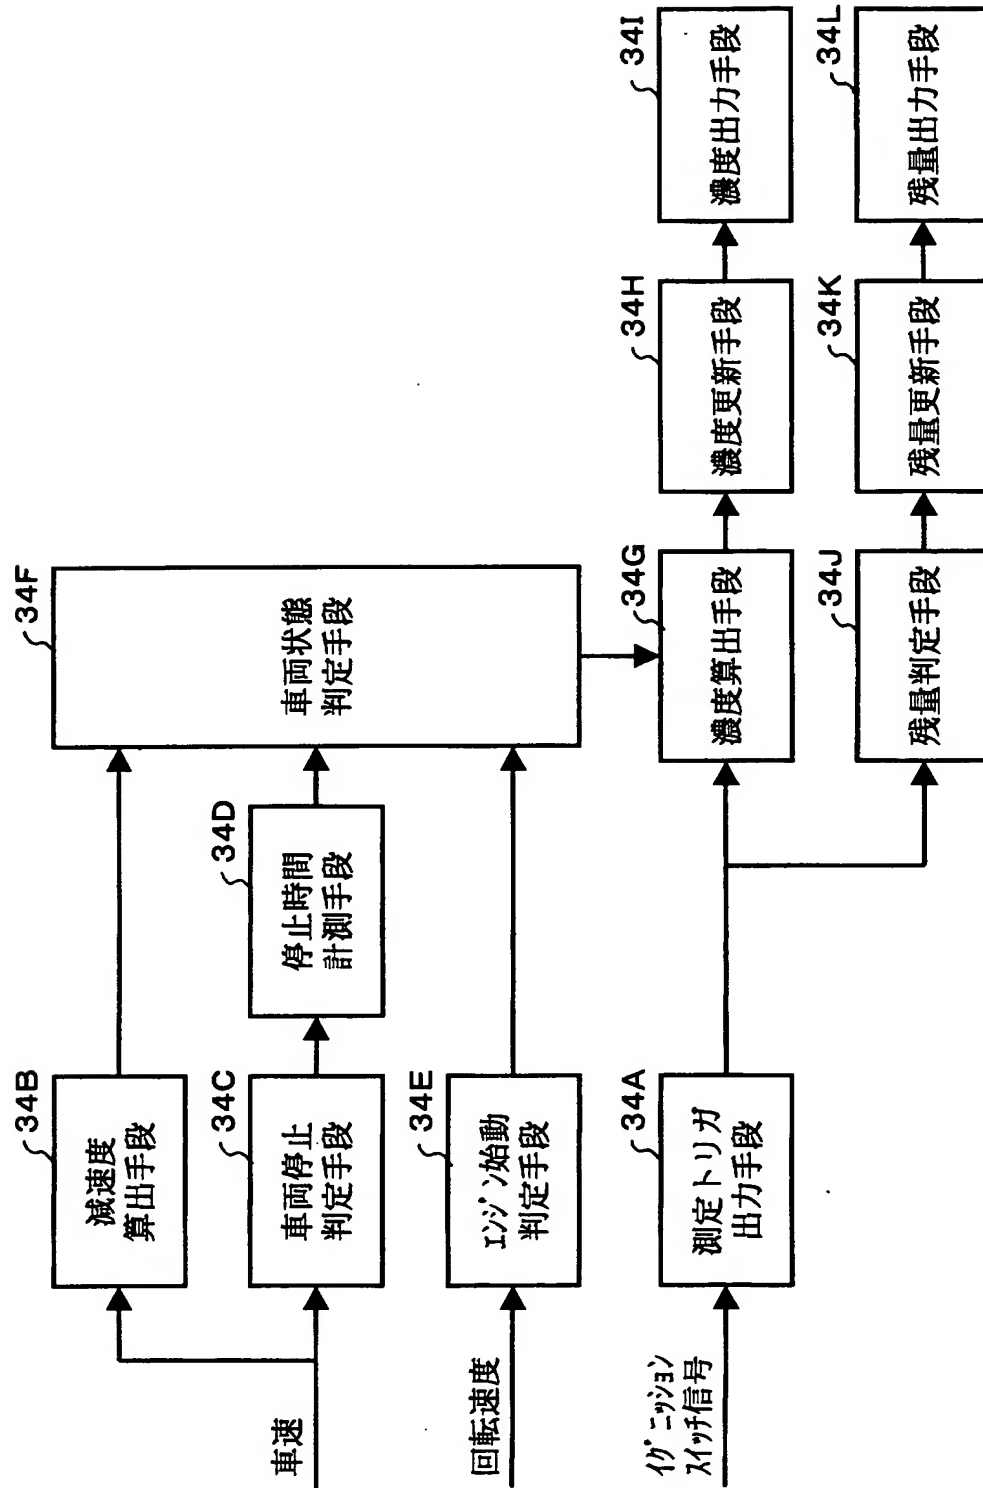 車速
34B
減速度
算出手段
34C
車両停止
判定手段
34D
停止時間
計測手段
34F
車両状態
判定手段
回転速度
34E
エンジン始動
判定手段
イグニッション
スイッチ信号
34A
測定トリガ
出力手段
34G
濃度算出手段
34H
濃度更新手段
34I
濃度出力手段
34J
残量判定手段
34K
残量更新手段
34L
残量出力手段